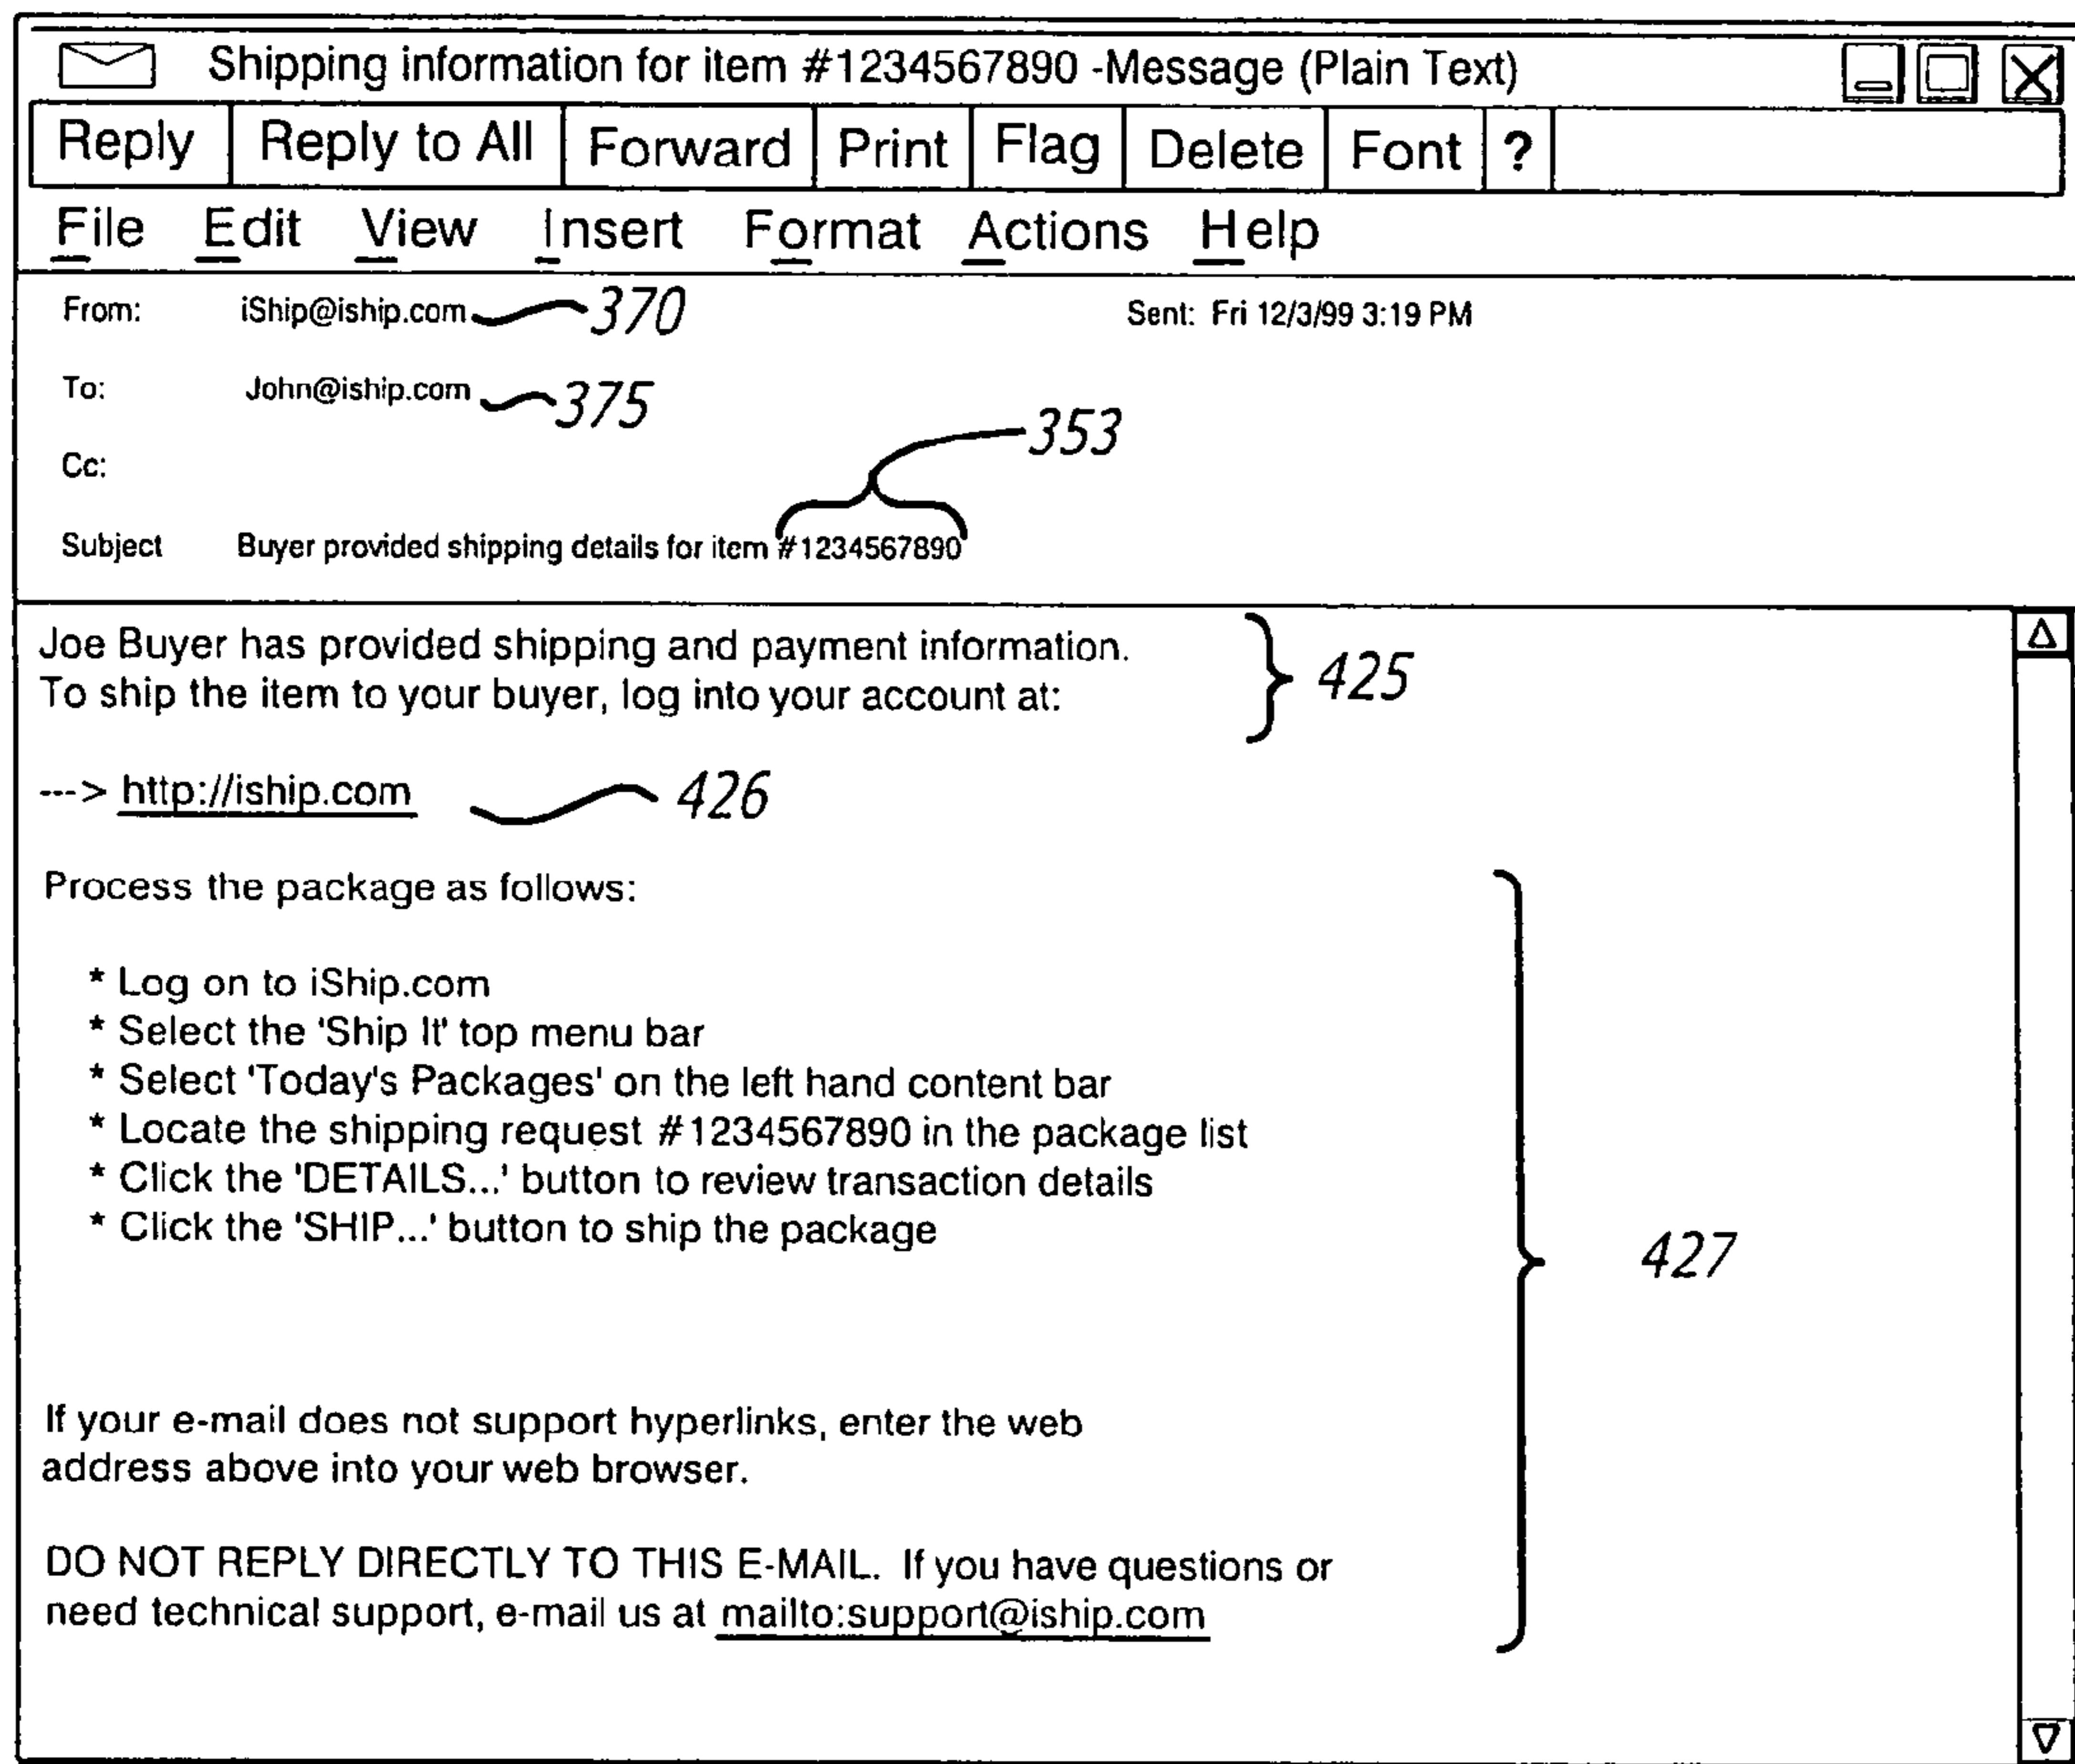 Shipping information for item #1234567890 -Message (Plain Text)
Reply Reply to All Forward Print Flag Delete Font ?
File Edit View Insert Format Actions Help
From: iShip@iship.com 370 Sent: Fri 12/3/99 3:19 PM
To: John@iship.com 375
353
Cc:
Subject Buyer provided shipping details for item #1234567890
Joe Buyer has provided shipping and payment information.
To ship the item to your buyer, log into your account at:
425
---> http://iship.com 426
Process the package as follows:
* Log on to iShip.com
* Select the 'Ship It' top menu bar
* Select 'Today's Packages' on the left hand content bar
* Locate the shipping request #1234567890 in the package list
* Click the 'DETAILS...' button to review transaction details
* Click the 'SHIP...' button to ship the package
427
If your e-mail does not support hyperlinks, enter the web
address above into your web browser.
DO NOT REPLY DIRECTLY TO THIS E-MAIL. If you have questions or
need technical support, e-mail us at mailto:support@iship.com